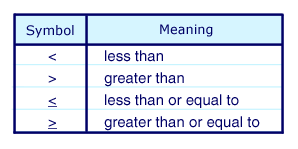 Symbol Meaning
< less than
> greater than
≤ less than or equal to
≥ greater than or equal to